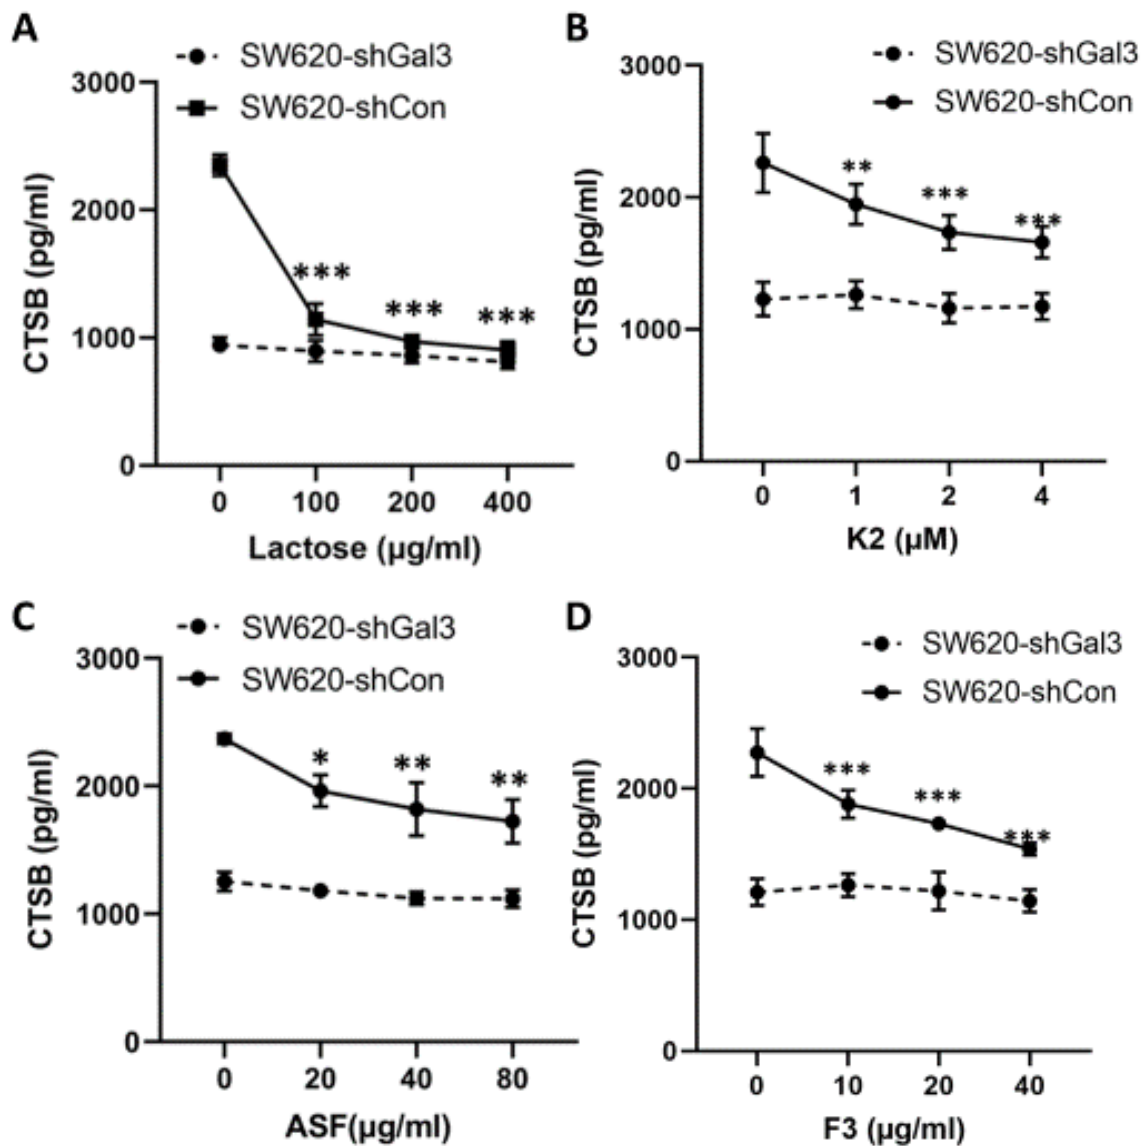 A
SW620-shGal3
SW620-shCon
3000
2000
1000
0
CTSB (pg/ml)
***
***
***
0 100 200 400
Lactose (µg/ml)
B
SW620-shGal3
SW620-shCon
3000
2000
1000
0
CTSB (pg/ml)
**
***
***
0 1 2 4
K2 (µM)
C
SW620-shGal3
SW620-shCon
3000
2000
1000
0
CTSB (pg/ml)
*
**
**
0 20 40 80
ASF(µg/ml)
D
SW620-shGal3
SW620-shCon
3000
2000
1000
0
CTSB (pg/ml)
***
***
***
0 10 20 40
F3 (µg/ml)